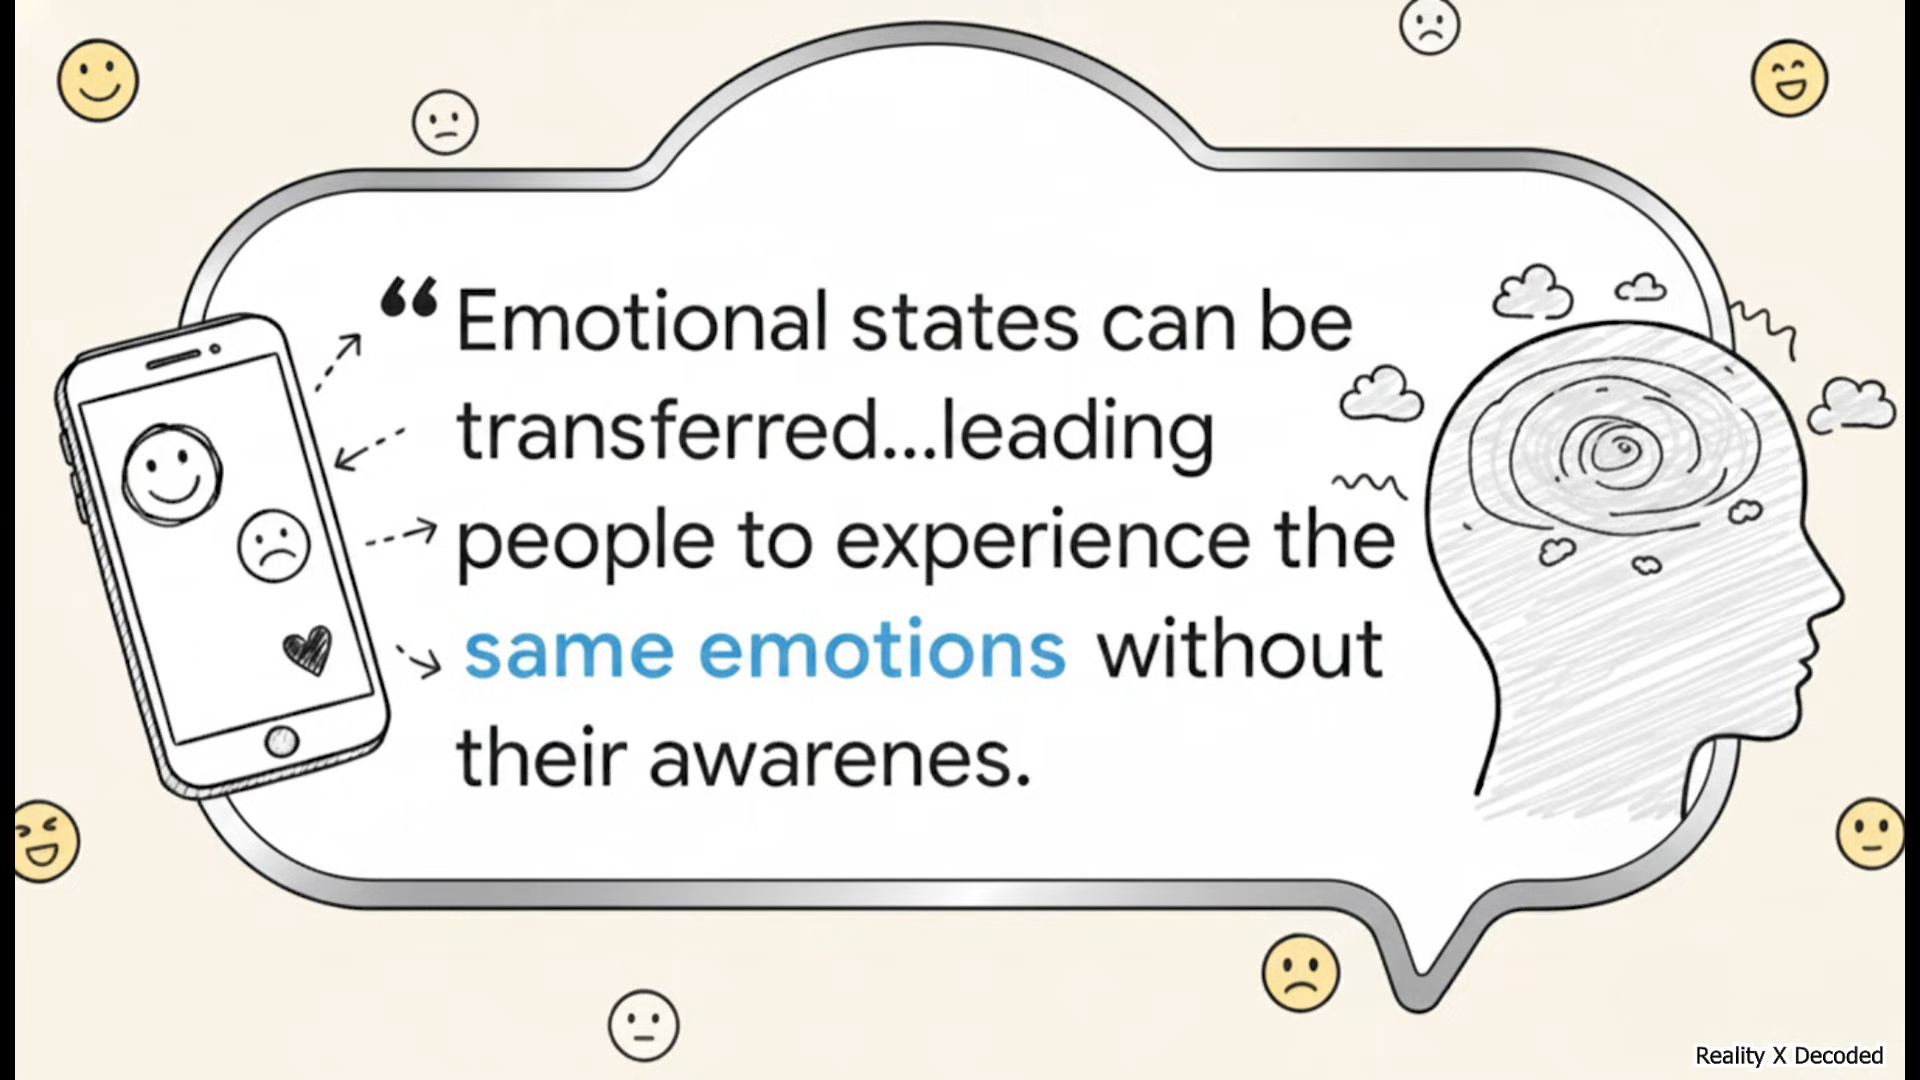 “ Emotional states can be
transferred...leading
people to experience the
same emotions without
their awarenes.
Reality X Decoded